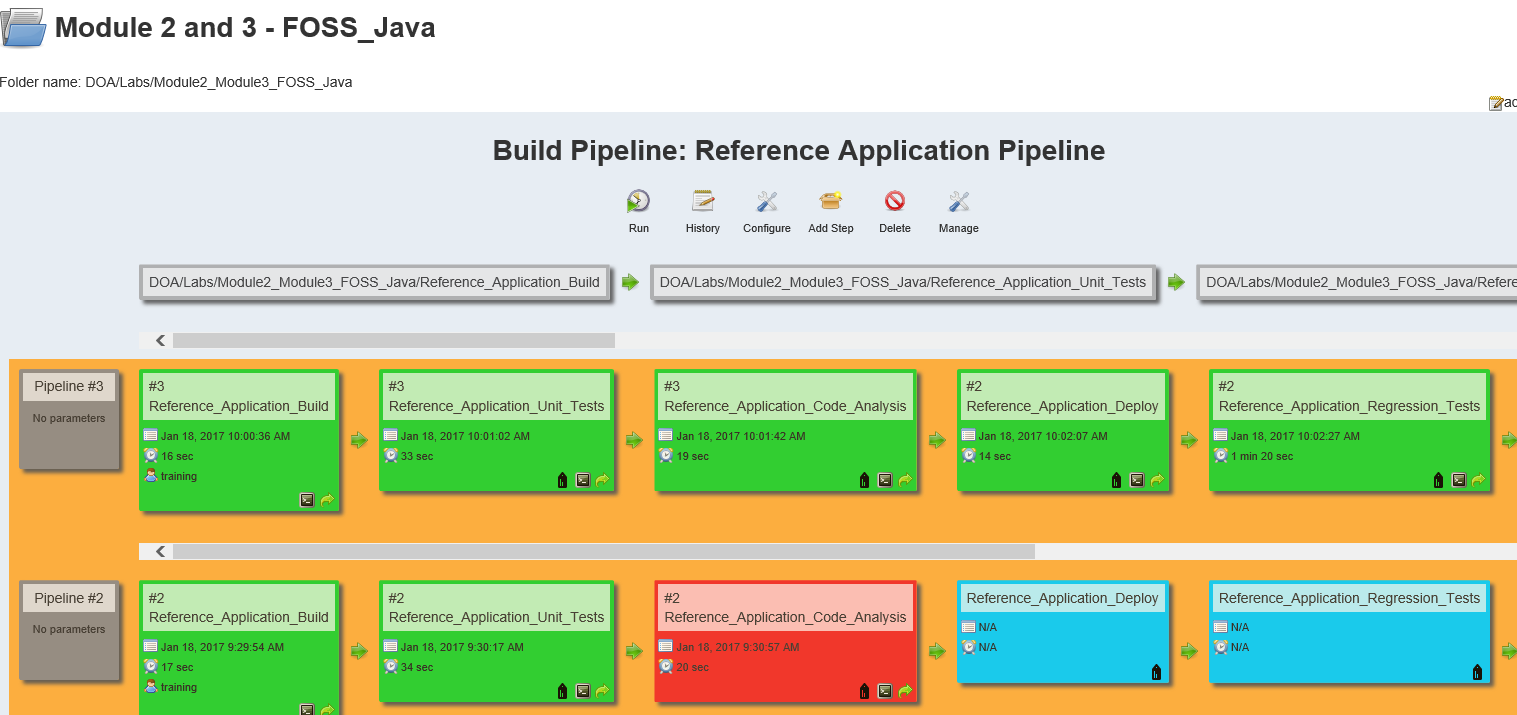 Module 2 and 3 - FOSS_Java
Folder name: DOA/Labs/Module2_Module3_FOSS_Java
Build Pipeline: Reference Application Pipeline
Run History Configure Add Step Delete Manage
DOA/Labs/Module2_Module3_FOSS_Java/Reference_Application_Build DOA/Labs/Module2_Module3_FOSS_Java/Reference_Application_Unit_Tests DOA/Labs/Module2_Module3_FOSS_Java/Refere
Pipeline #3
No parameters
#3
Reference_Application_Build
Jan 18, 2017 10:00:36 AM
16 sec
training
#3
Reference_Application_Unit_Tests
Jan 18, 2017 10:01:02 AM
33 sec
#3
Reference_Application_Code_Analysis
Jan 18, 2017 10:01:42 AM
19 sec
#2
Reference_Application_Deploy
Jan 18, 2017 10:02:07 AM
14 sec
#2
Reference_Application_Regression_Tests
Jan 18, 2017 10:02:27 AM
1 min 20 sec
Pipeline #2
No parameters
#2
Reference_Application_Build
Jan 18, 2017 9:29:54 AM
17 sec
training
#2
Reference_Application_Unit_Tests
Jan 18, 2017 9:30:17 AM
34 sec
#2
Reference_Application_Code_Analysis
Jan 18, 2017 9:30:57 AM
20 sec
Reference_Application_Deploy
N/A
N/A
Reference_Application_Regression_Tests
N/A
N/A